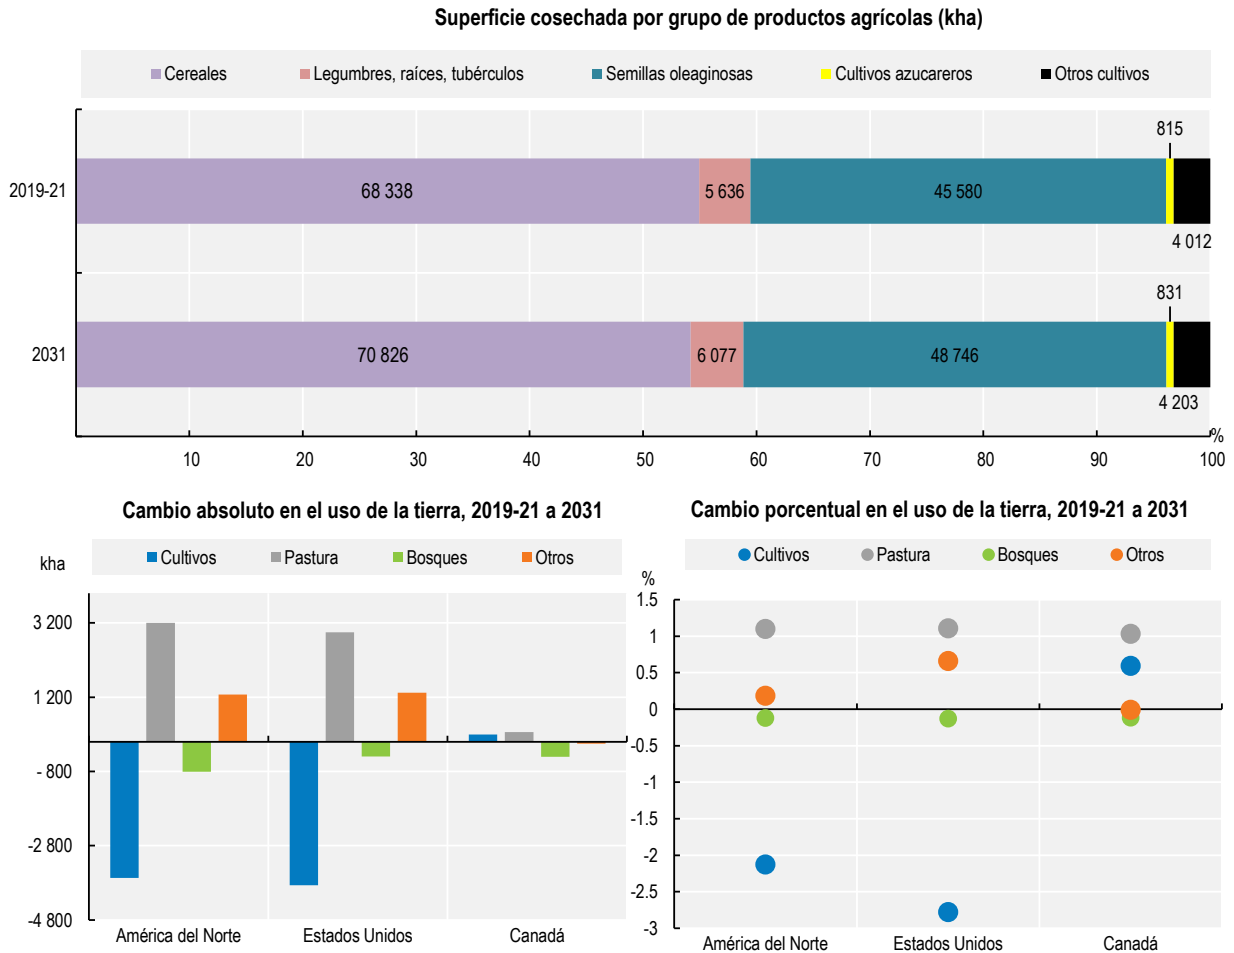 Superficie cosechada por grupo de productos agrícolas (kha)
Cereales Legumbres, raíces, tubérculos Semillas oleaginosas Cultivos azucareros Otros cultivos
815
2019-21 68 338 5 636 45 580
4 012
831
2031 70 826 6 077 48 746
4 203
%
10 20 30 40 50 60 70 80 90 100
Cambio absoluto en el uso de la tierra, 2019-21 a 2031
kha
Cultivos Pastura Bosques Otros
3 200
1 200
- 800
-2 800
-4 800
América del Norte Estados Unidos Canadá
Cambio porcentual en el uso de la tierra, 2019-21 a 2031
Cultivos Pastura Bosques Otros
%
1.5
1
0.5
0
-0.5
-1
-1.5
-2
-2.5
-3
América del Norte Estados Unidos Canadá